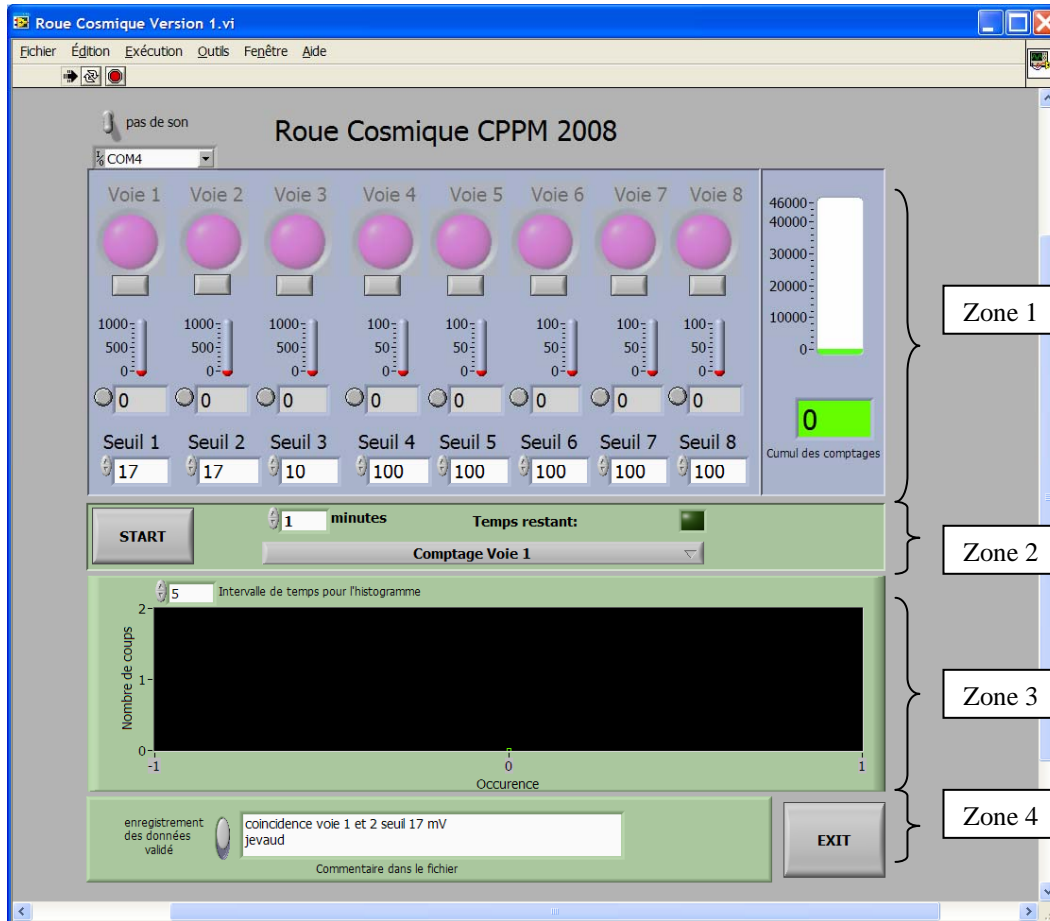 Roue Cosmique Version 1.vi
Fichier Édition Exécution Outils Fenêtre Aide
pas de son
Roue Cosmique CPPM 2008
COM4
Voie 1 Voie 2 Voie 3 Voie 4 Voie 5 Voie 6 Voie 7 Voie 8
46000
40000
30000
20000
10000
0
Zone 1
1000 1000 1000 100 100 100 100 100
500 500 500 50 50 50 50 50
0 0 0 0 0 0 0 0
0 0 0 0 0 0 0 0
0
Cumul des comptages
Seuil 1 Seuil 2 Seuil 3 Seuil 4 Seuil 5 Seuil 6 Seuil 7 Seuil 8
17 17 10 100 100 100 100 100
START
1 minutes Temps restant:
Comptage Voie 1
Zone 2
5 Intervalle de temps pour l'histogramme
Nombre de coups
2
1
0
-1 0 1
Occurence
Zone 3
enregistrement
des données
validé
coincidence voie 1 et 2 seuil 17 mV
jevaud
Commentaire dans le fichier
EXIT
Zone 4